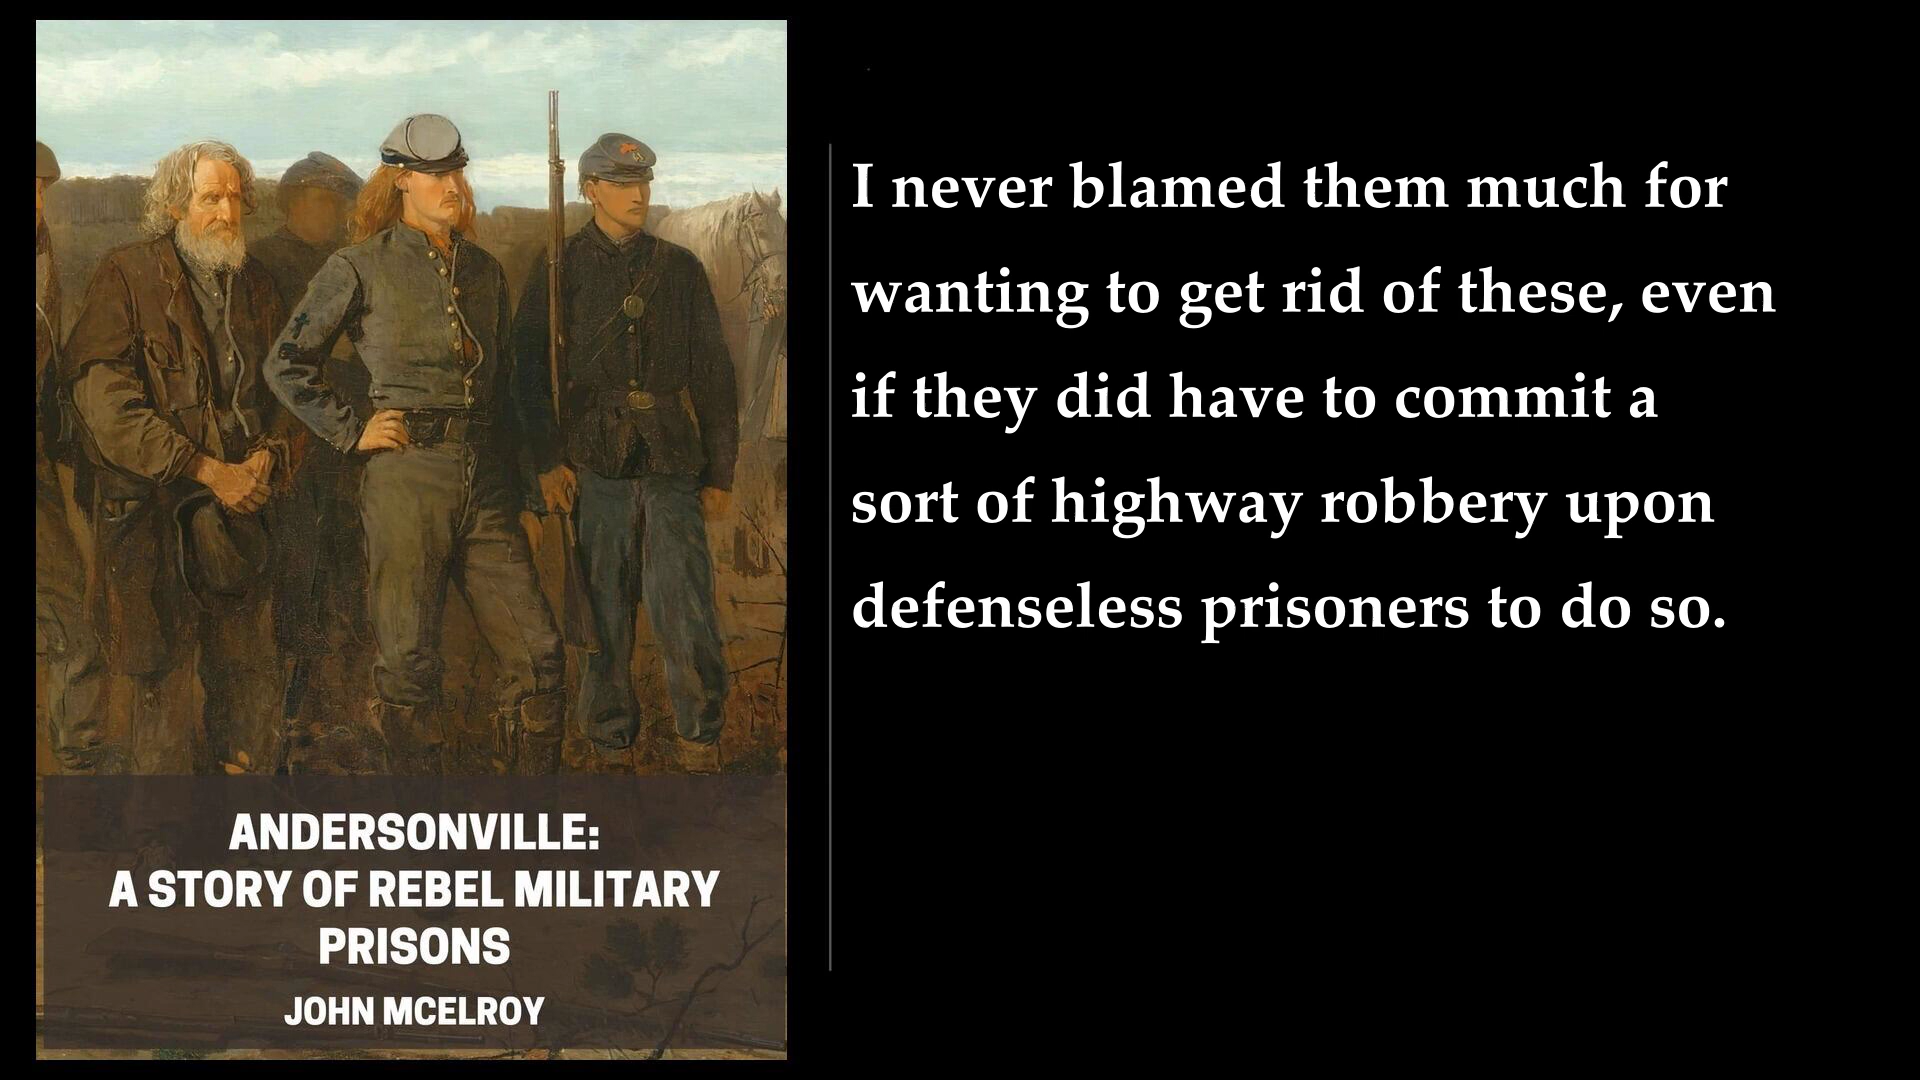 I never blamed them much for
wanting to get rid of these, even
if they did have to commit a
sort of highway robbery upon
defenseless prisoners to do so.
ANDERSONVILLE:
A STORY OF REBEL MILITARY
PRISONS
JOHN MCELROY